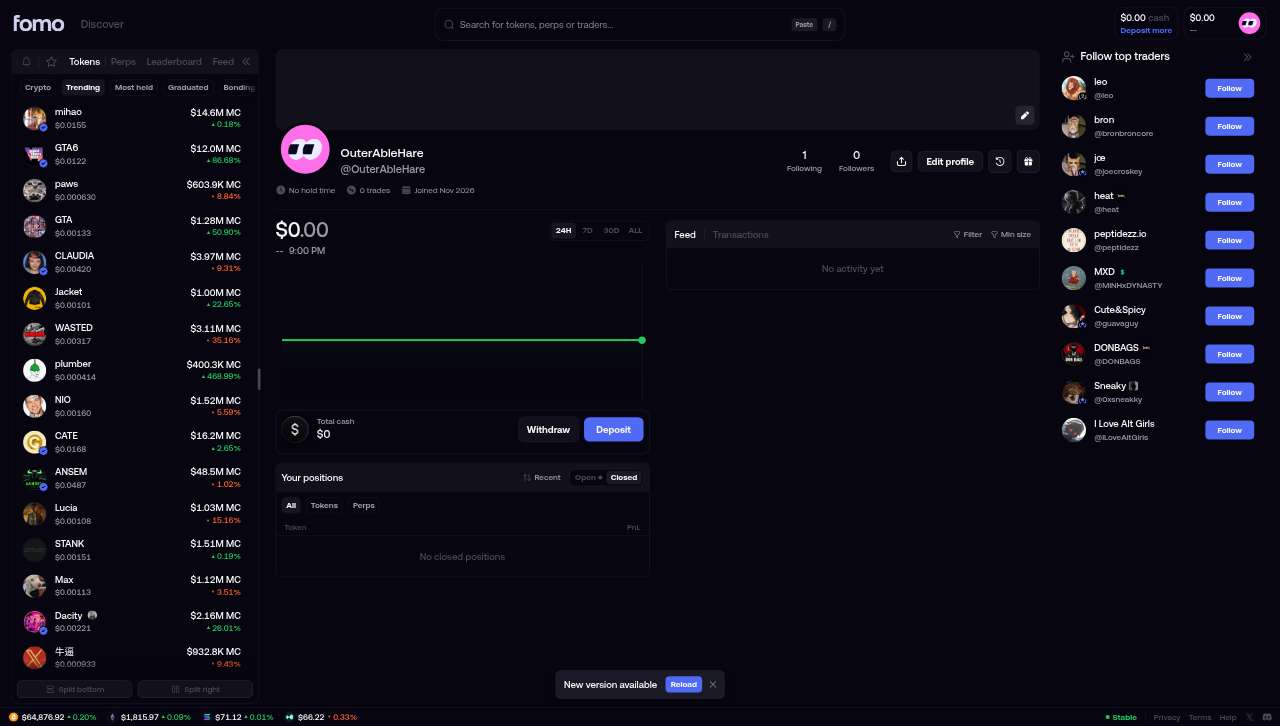 fomo
Discover
Search for tokens, perps or traders...
Paste
/
$0.00 cash
Deposit more
$0.00
--
Tokens
Perps
Leaderboard
Feed
Crypto
Trending
Most held
Graduated
Bonding
mihao
$0.0155
$14.6M MC
0.18%
GTA6
$0.0122
$12.0M MC
86.68%
paws
$0.000630
$603.9K MC
8.84%
GTA
$0.00133
$1.28M MC
50.90%
CLAUDIA
$0.00420
$3.97M MC
9.31%
Jacket
$0.00101
$1.00M MC
22.65%
WASTED
$0.00317
$3.11M MC
35.16%
plumber
$0.000414
$400.3K MC
468.99%
NIO
$0.00160
$1.52M MC
5.59%
CATE
$0.0168
$16.2M MC
2.65%
ANSEM
$0.0487
$48.5M MC
1.02%
Lucia
$0.00108
$1.03M MC
15.16%
STANK
$0.00151
$1.51M MC
0.19%
Max
$0.00113
$1.12M MC
3.51%
Dacity
$0.00221
$2.16M MC
26.01%
牛逼
$0.000933
$932.8K MC
9.43%
Split bottom
Split right
OuterAbleHare
@OuterAbleHare
No hold time
0 trades
Joined Nov 2026
1
Following
0
Followers
Edit profile
$0.00
-- 9:00 PM
24H
7D
30D
ALL
Total cash
$0
Withdraw
Deposit
Your positions
Recent
Open
Closed
All
Tokens
Perps
Token
PnL
No closed positions
Feed
Transactions
Filter
Min size
No activity yet
Follow top traders
leo
@leo
Follow
bron
@bronbroncore
Follow
jœ
@joecroskey
Follow
heat
@heat
Follow
peptidezz.io
@peptidezz
Follow
MXD
@MINHxDYNASTY
Follow
Cute&Spicy
@guavaguy
Follow
DONBAGS
@DONBAGS
Follow
Sneaky
@0xsneakky
Follow
I Love Alt Girls
@ILoveAltGirls
Follow
New version available
Reload
$64,876.92 0.20%
$1,815.97 0.09%
$71.12 0.01%
$66.22 0.33%
Stable
Privacy
Terms
Help